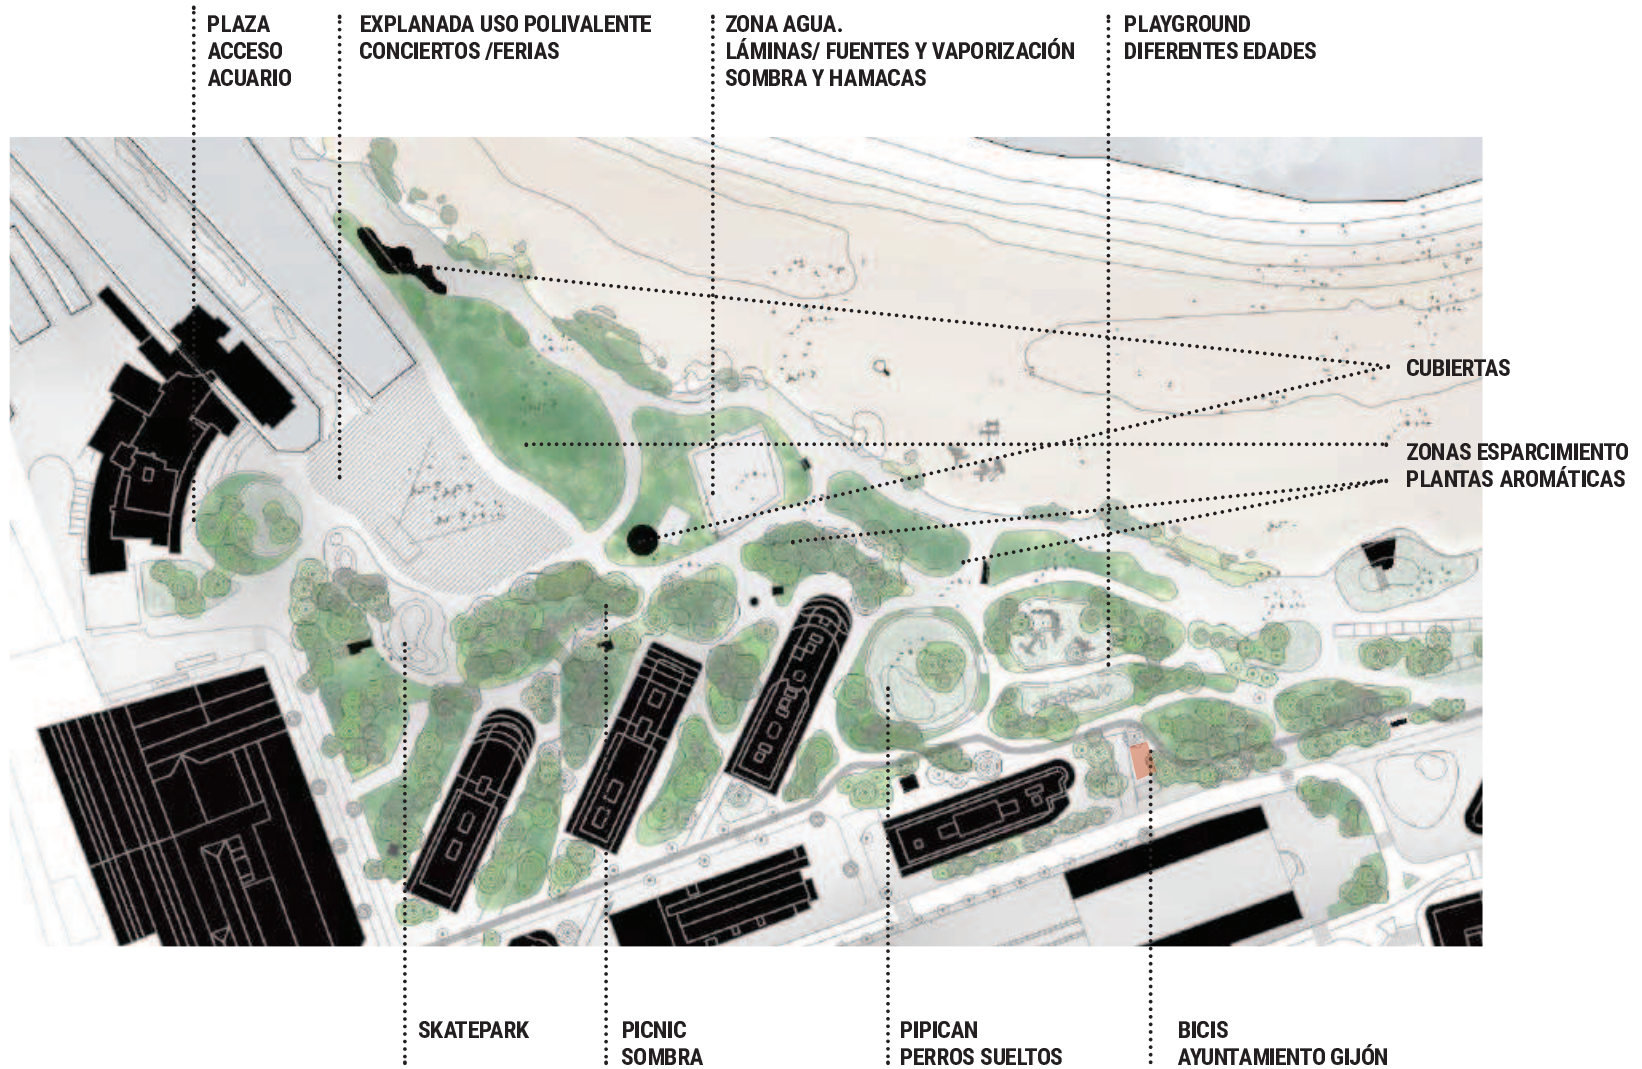 PLAZA
ACCESO
ACUARIO
EXPLANADA USO POLIVALENTE
CONCIERTOS /FERIAS
ZONA AGUA.
LÁMINAS/ FUENTES Y VAPORIZACIÓN
SOMBRA Y HAMACAS
PLAYGROUND
DIFERENTES EDADES
CUBIERTAS
ZONAS ESPARCIMIENTO
PLANTAS AROMÁTICAS
SKATEPARK
PICNIC
SOMBRA
PIPICAN
PERROS SUELTOS
BICIS
AYUNTAMIENTO GIJÓN